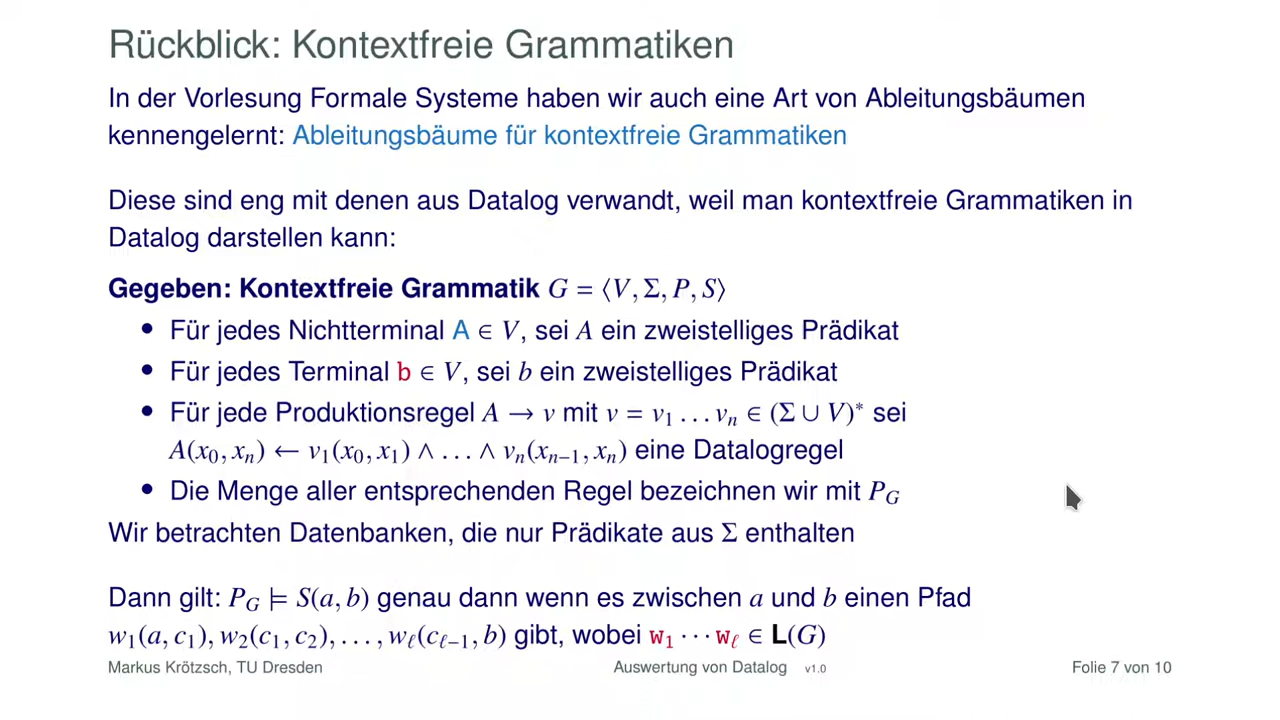 Rückblick: Kontextfreie Grammatiken
In der Vorlesung Formale Systeme haben wir auch eine Art von Ableitungsbäumen
kennengelernt: Ableitungsbäume für kontextfreie Grammatiken
Diese sind eng mit denen aus Datalog verwandt, weil man kontextfreie Grammatiken in
Datalog darstellen kann:
Gegeben: Kontextfreie Grammatik G = ⟨V, Σ, P, S⟩
• Für jedes Nichtterminal A ∈ V, sei A ein zweistelliges Prädikat
• Für jedes Terminal b ∈ V, sei b ein zweistelliges Prädikat
• Für jede Produktionsregel A → v mit v = v₁ … vₙ ∈ (Σ ∪ V)* sei
A(x₀, xₙ) ← v₁(x₀, x₁) ∧ … ∧ vₙ(xₙ₋₁, xₙ) eine Datalogregel
• Die Menge aller entsprechenden Regel bezeichnen wir mit P_G
Wir betrachten Datenbanken, die nur Prädikate aus Σ enthalten
Dann gilt: P_G ⊨ S(a, b) genau dann wenn es zwischen a und b einen Pfad
w₁(a, c₁), w₂(c₁, c₂), …, w_ℓ(c_ℓ₋₁, b) gibt, wobei w₁ ⋯ w_ℓ ∈ L(G)
Markus Krötzsch, TU Dresden Auswertung von Datalog v1.0 Folie 7 von 10